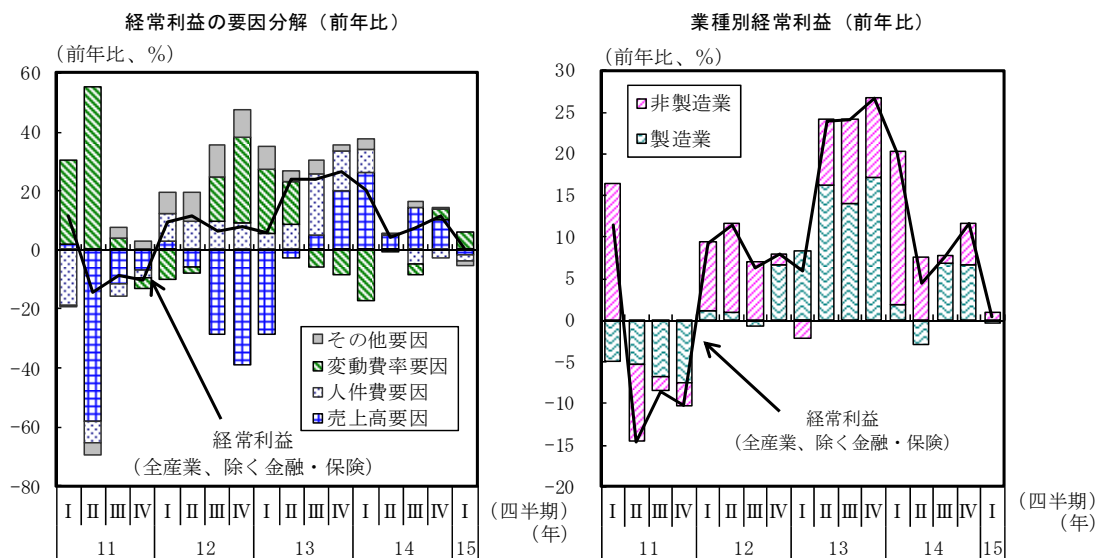 経常利益の要因分解（前年比）
（前年比、%）
60
40
20
0
-20
-40
-60
-80
その他要因
変動費率要因
人件費要因
売上高要因
経常利益
（全産業、除く金融・保険）
Ⅰ Ⅱ Ⅲ Ⅳ Ⅰ Ⅱ Ⅲ Ⅳ Ⅰ Ⅱ Ⅲ Ⅳ Ⅰ Ⅱ Ⅲ Ⅳ Ⅰ （四半期）
11 12 13 14 15 （年）
業種別経常利益（前年比）
（前年比、%）
30
25
20
15
10
5
0
-5
-10
-15
-20
非製造業
製造業
経常利益
（全産業、除く金融・保険）
Ⅰ Ⅱ Ⅲ Ⅳ Ⅰ Ⅱ Ⅲ Ⅳ Ⅰ Ⅱ Ⅲ Ⅳ Ⅰ Ⅱ Ⅲ Ⅳ Ⅰ （四半期）
11 12 13 14 15 （年）